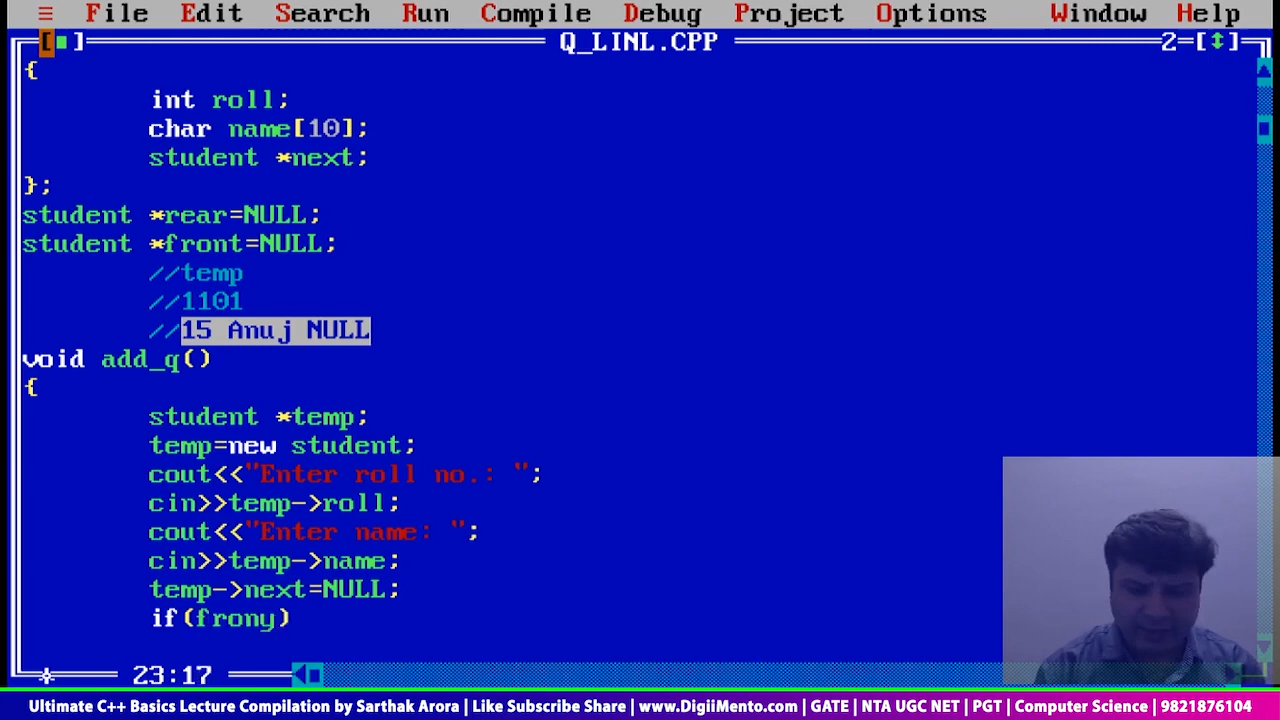 ≡ File Edit Search Run Compile Debug Project Options Window Help
[■] Q_LINL.CPP 2=[↕]
{
int roll;
char name[10];
student *next;
};
student *rear=NULL;
student *front=NULL;
//temp
//1101
//15 Anuj NULL
void add_q()
{
student *temp;
temp=new student;
cout<<"Enter roll no.: ";
cin>>temp->roll;
cout<<"Enter name: ";
cin>>temp->name;
temp->next=NULL;
if(frony)
23:17
Ultimate C++ Basics Lecture Compilation by Sarthak Arora | Like Subscribe Share | www.DigiiMento.com | GATE | NTA UGC NET | PGT | Computer Science | 9821876104